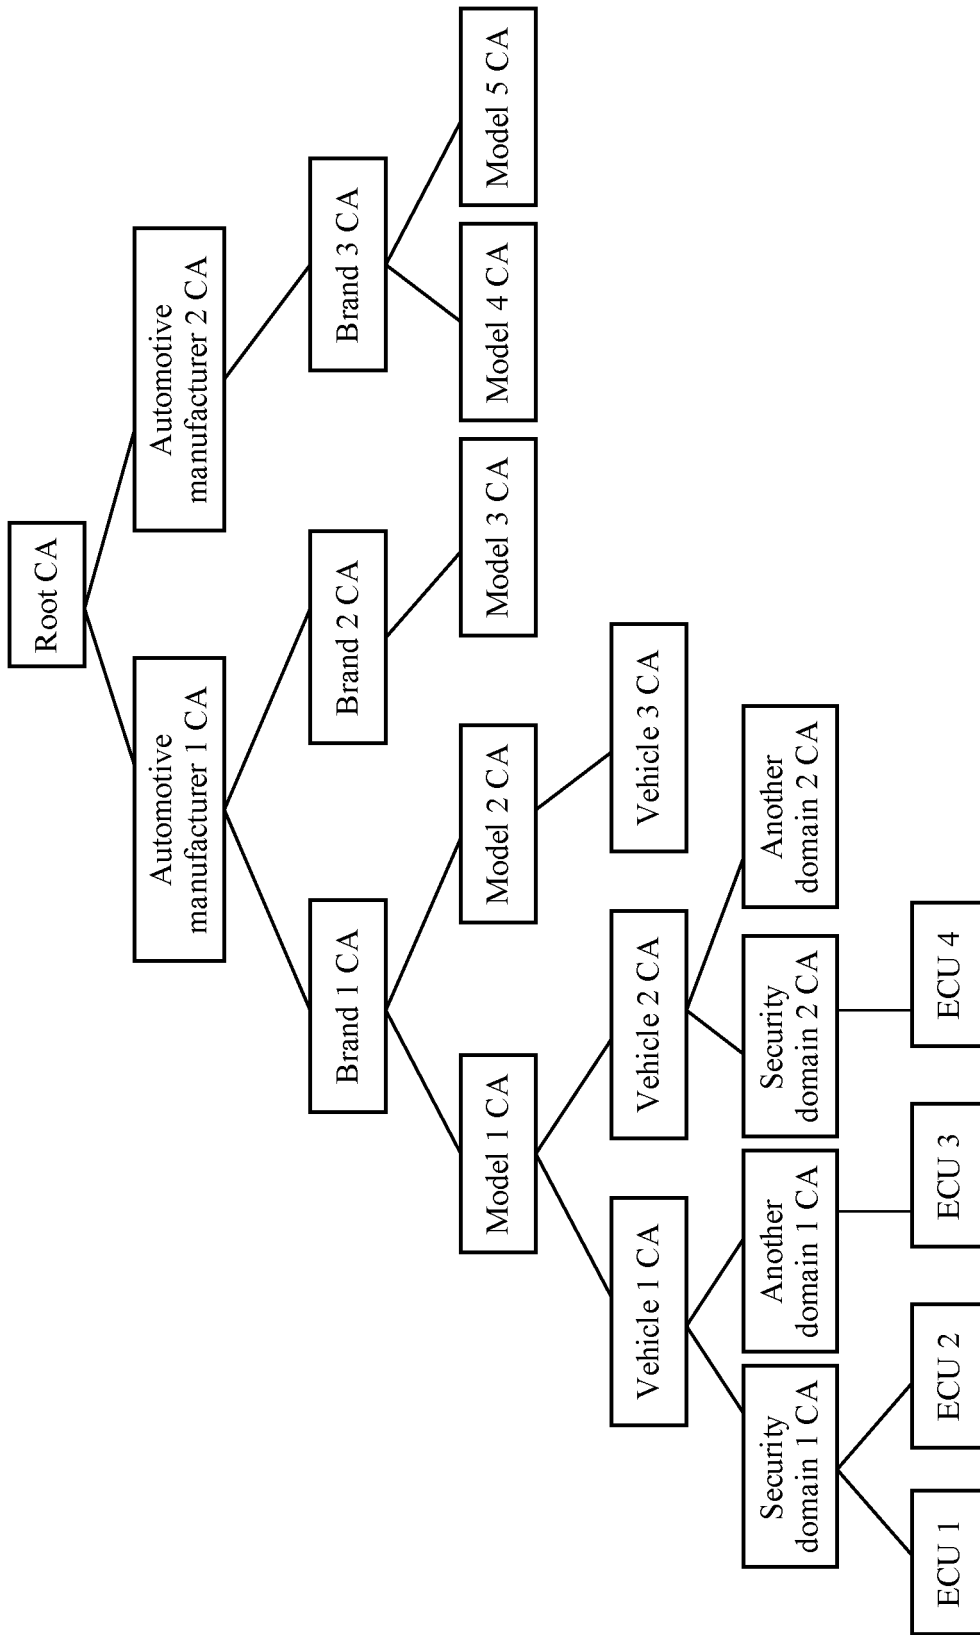 Root CA
Automotive
manufacturer 1 CA
Automotive
manufacturer 2 CA
Brand 1 CA
Brand 2 CA
Brand 3 CA
Model 1 CA
Model 2 CA
Model 3 CA
Model 4 CA
Model 5 CA
Vehicle 1 CA
Vehicle 2 CA
Vehicle 3 CA
Security
domain 1 CA
Another
domain 1 CA
Security
domain 2 CA
Another
domain 2 CA
ECU 1
ECU 2
ECU 3
ECU 4